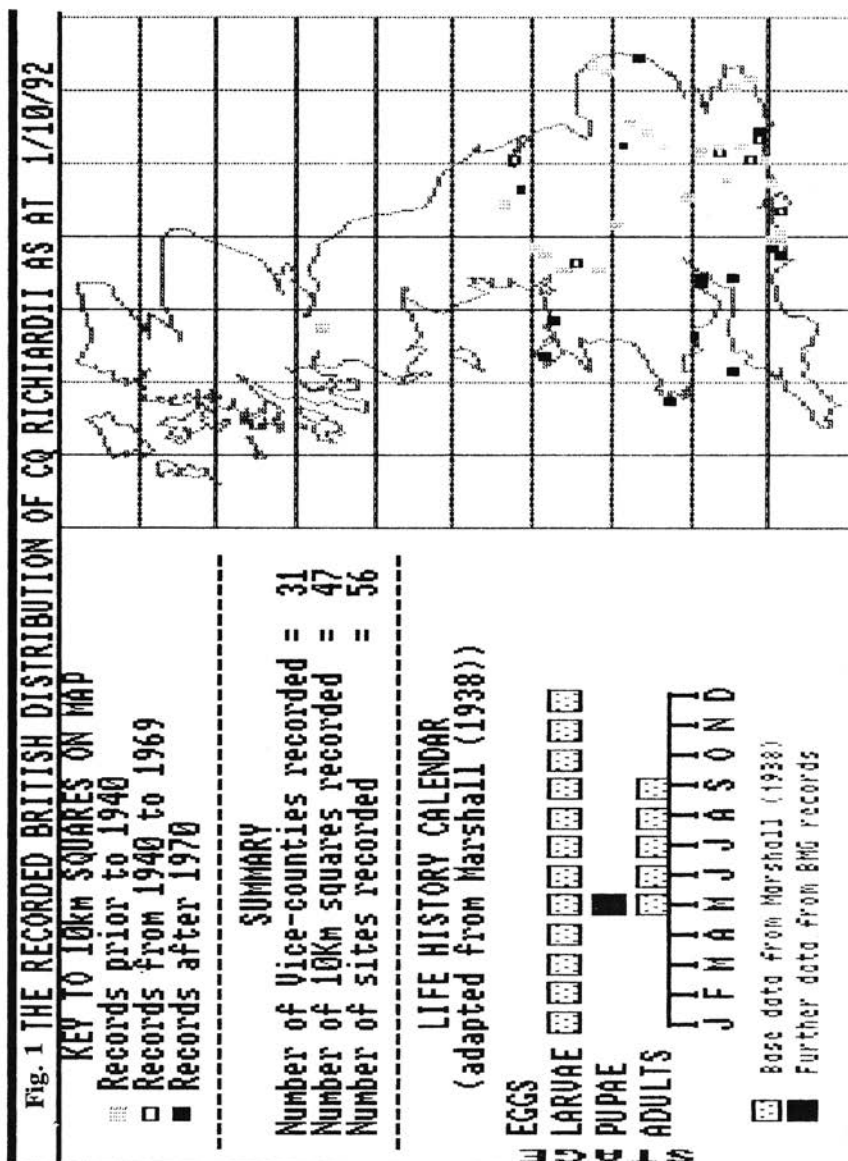 Fig. 1 THE RECORDED BRITISH DISTRIBUTION OF CQ RICHIARDII AS AT 1/10/92
KEY TO 10km SQUARES ON MAP
Records prior to 1940
Records from 1940 to 1969
Records after 1970
SUMMARY
Number of Vice-counties recorded = 31
Number of 10Km squares recorded = 47
Number of sites recorded = 56
LIFE HISTORY CALENDAR
(adapted from Marshall (1938))
EGGS
LARVAE
PUPAE
ADULTS
J F M A M J J A S O N D
Base data from Marshall (1938)
Further data from BMG records